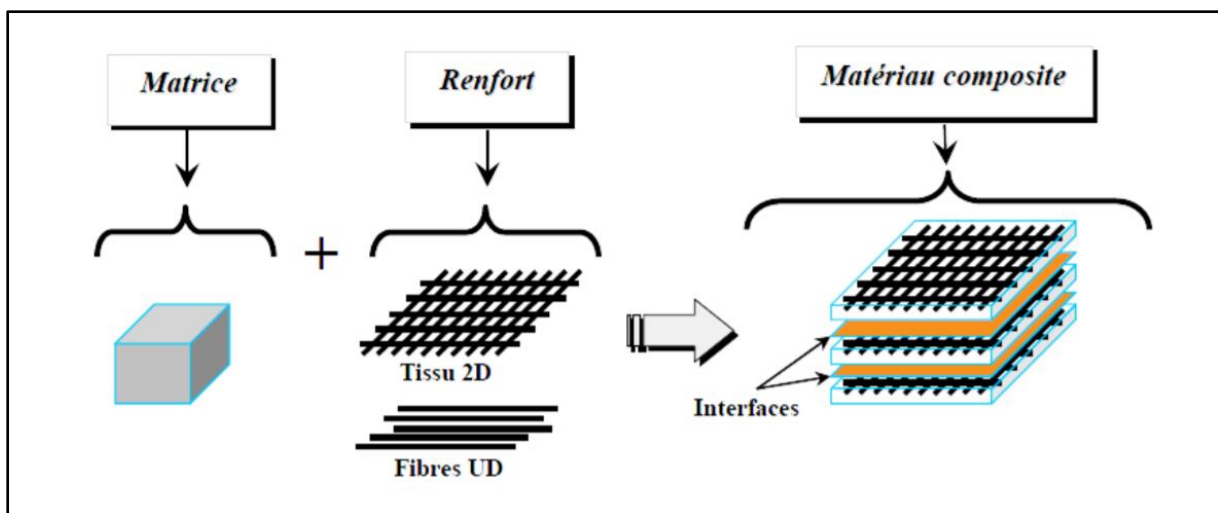 Matrice
Renfort
Matériau composite
+
Tissu 2D
Interfaces
Fibres UD